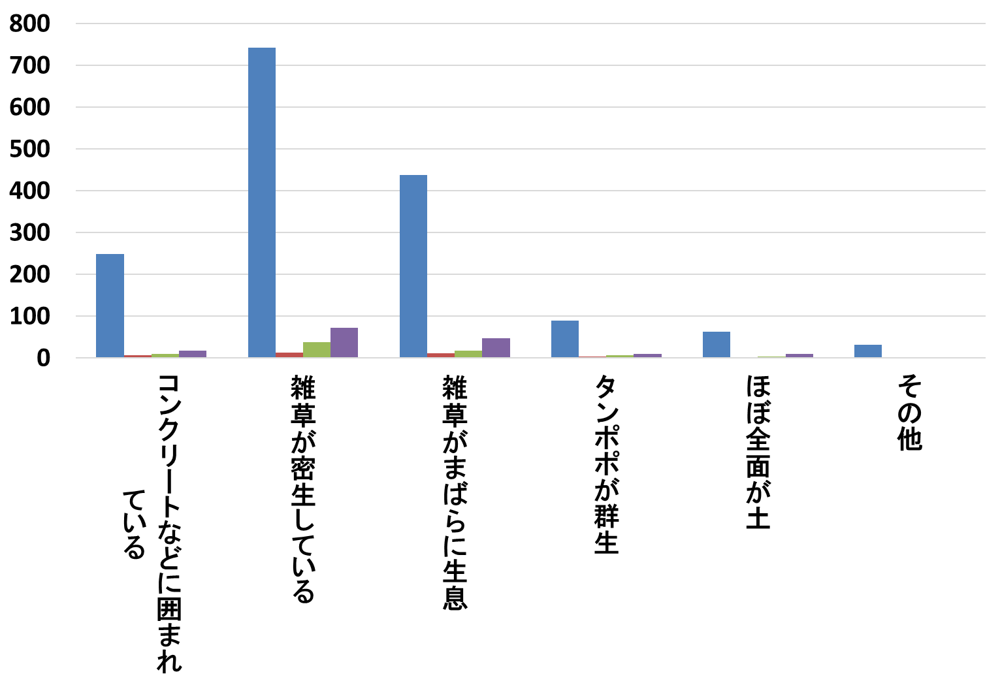 800
700
600
500
400
300
200
100
0
コンクリートなどに囲まれ
ている
雑草が密生している
雑草がまばらに生息
タンポポが群生
ほぼ全面が土
その他